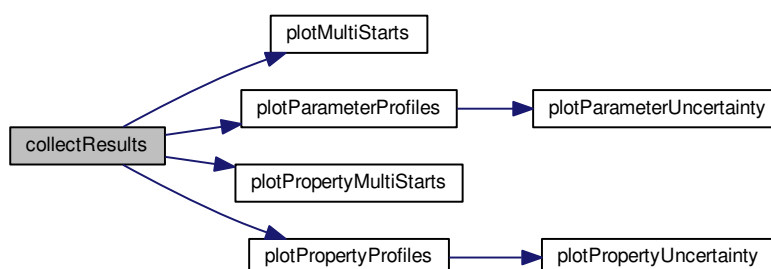 plotMultiStarts
plotParameterProfiles
plotParameterUncertainty
collectResults
plotPropertyMultiStarts
plotPropertyProfiles
plotPropertyUncertainty